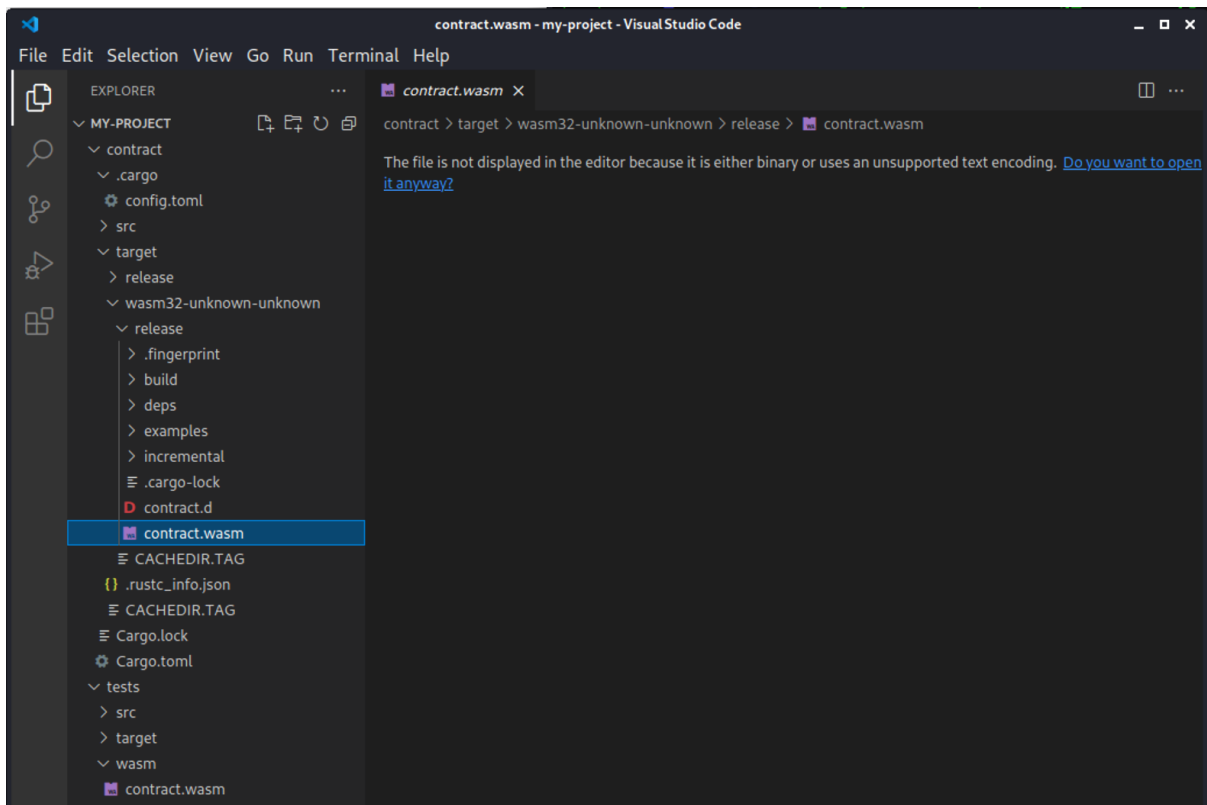 contract.wasm - my-project - Visual Studio Code
File Edit Selection View Go Run Terminal Help
EXPLORER
MY-PROJECT
contract
.cargo
config.toml
src
target
release
wasm32-unknown-unknown
release
.fingerprint
build
deps
examples
incremental
.cargo-lock
contract.d
contract.wasm
CACHEDIR.TAG
.rustc_info.json
CACHEDIR.TAG
Cargo.lock
Cargo.toml
tests
src
target
wasm
contract.wasm
contract.wasm
contract > target > wasm32-unknown-unknown > release > contract.wasm
The file is not displayed in the editor because it is either binary or uses an unsupported text encoding. Do you want to open
it anyway?